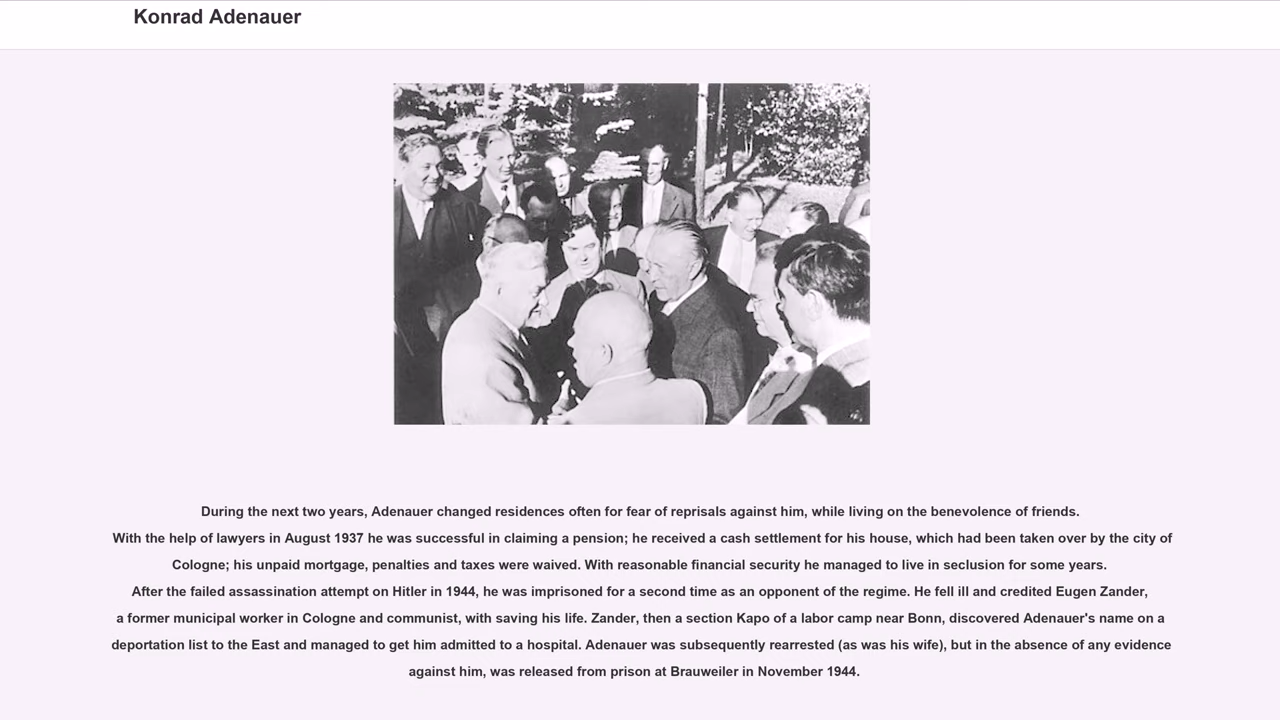 Konrad Adenauer
During the next two years, Adenauer changed residences often for fear of reprisals against him, while living on the benevolence of friends.
With the help of lawyers in August 1937 he was successful in claiming a pension; he received a cash settlement for his house, which had been taken over by the city of
Cologne; his unpaid mortgage, penalties and taxes were waived. With reasonable financial security he managed to live in seclusion for some years.
After the failed assassination attempt on Hitler in 1944, he was imprisoned for a second time as an opponent of the regime. He fell ill and credited Eugen Zander,
a former municipal worker in Cologne and communist, with saving his life. Zander, then a section Kapo of a labor camp near Bonn, discovered Adenauer's name on a
deportation list to the East and managed to get him admitted to a hospital. Adenauer was subsequently rearrested (as was his wife), but in the absence of any evidence
against him, was released from prison at Brauweiler in November 1944.